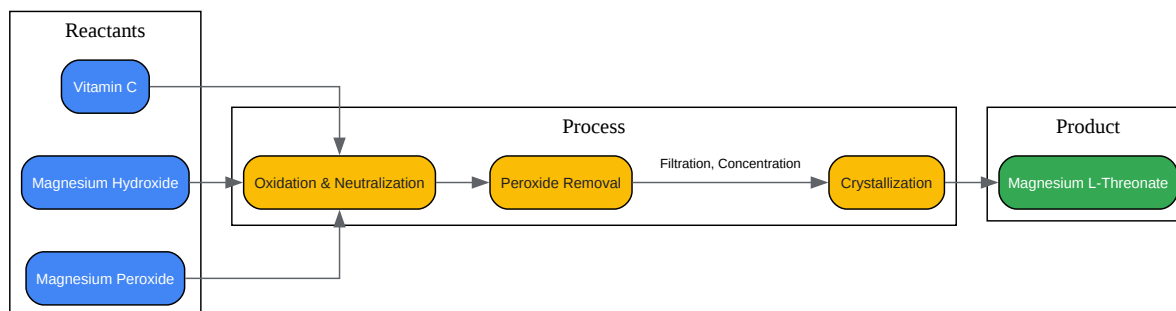 Reactants
Vitamin C
Magnesium Hydroxide
Magnesium Peroxide
Process
Oxidation & Neutralization
Peroxide Removal
Filtration, Concentration
Crystallization
Product
Magnesium L-Threonate